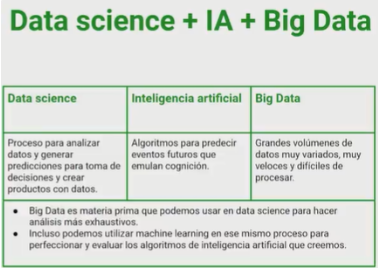 Data science + IA + Big Data
Data science
Inteligencia artificial
Big Data
Proceso para analizar
datos y generar
predicciones para toma de
decisiones y crear
productos con datos.
Algoritmos para predecir
eventos futuros que
emulan cognición.
Grandes volúmenes de
datos muy variados, muy
veloces y difíciles de
procesar.
● Big Data es materia prima que podemos usar en data science para hacer
análisis más exhaustivos.
● Incluso podemos utilizar machine learning en ese mismo proceso para
perfeccionar y evaluar los algoritmos de inteligencia artificial que creemos.